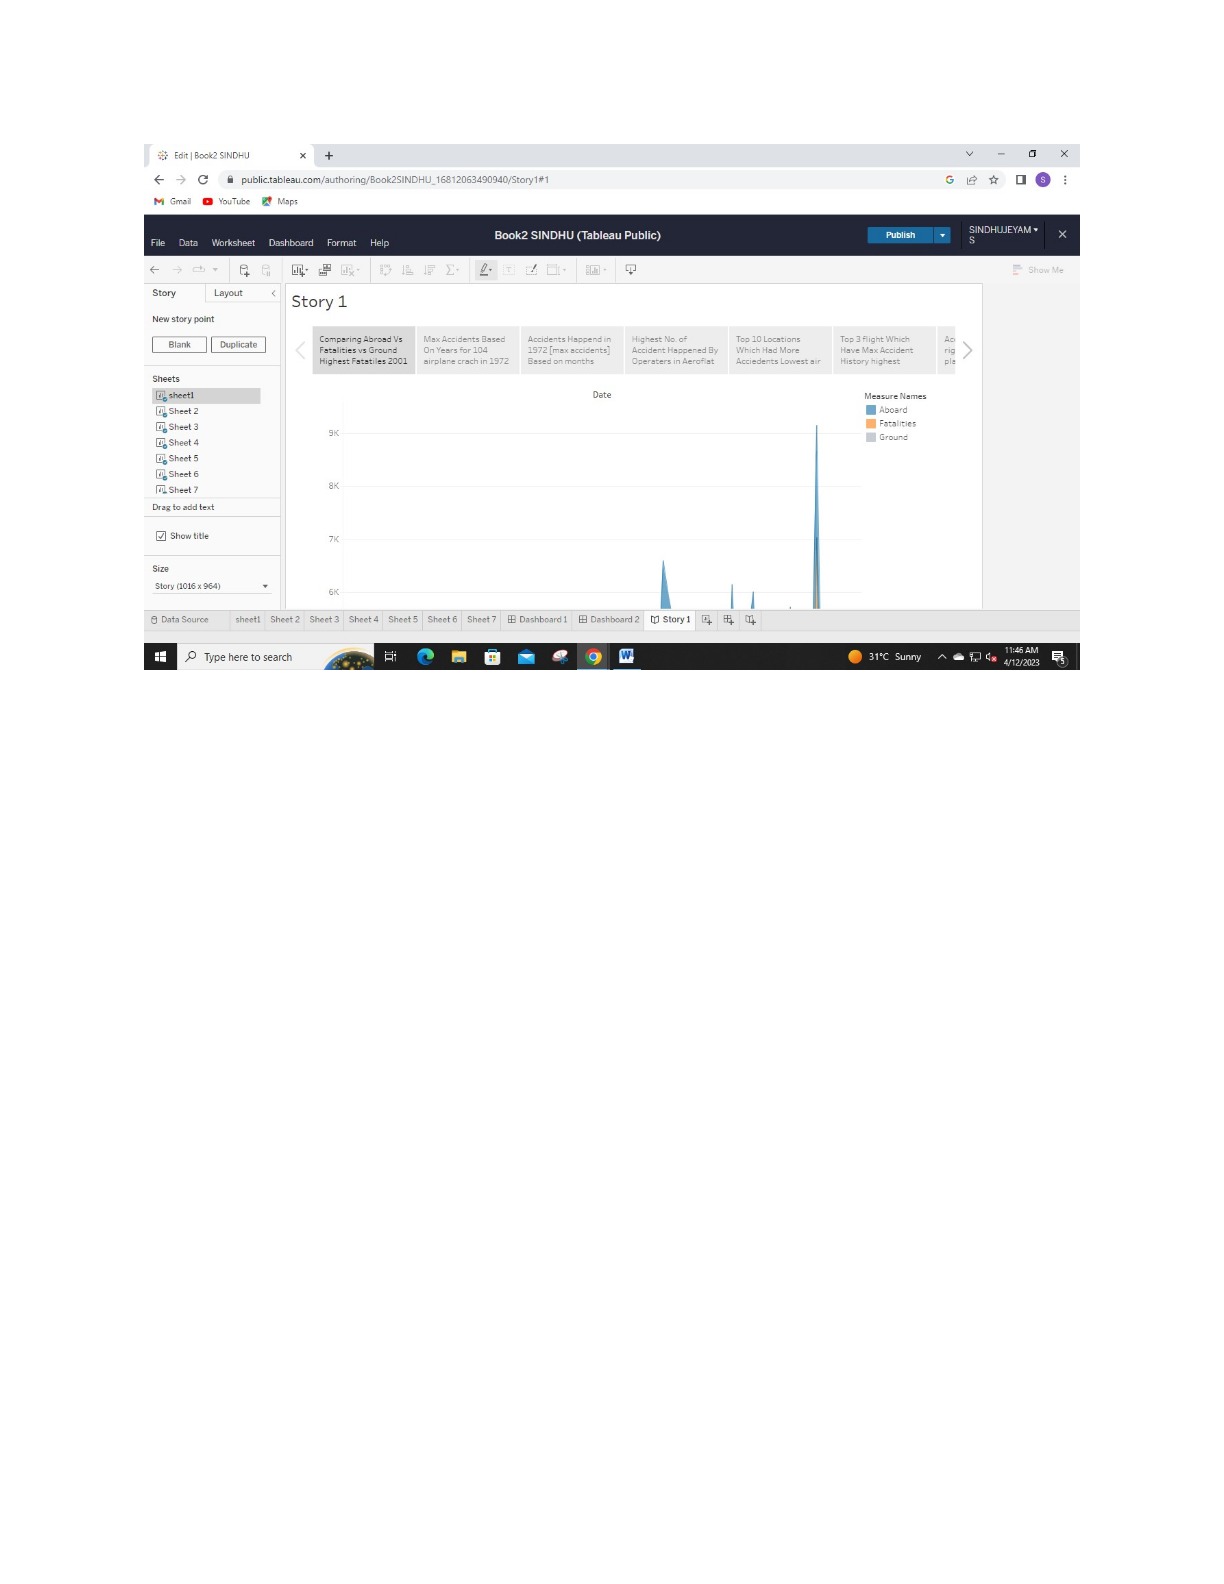 Edit | Book2 SINDHU
public.tableau.com/authoring/Book2SINDHU_16812063490940/Story1#1
S
Gmail YouTube Maps
File Data Worksheet Dashboard Format Help
Book2 SINDHU (Tableau Public)
Publish
SINDHUJEYAM
S
Show Me
Story Layout
New story point
Blank Duplicate
Sheets
sheet1
Sheet 2
Sheet 3
Sheet 4
Sheet 5
Sheet 6
Sheet 7
Drag to add text
Show title
Size
Story (1016 x 964)
Story 1
Comparing Abroad Vs
Fatalities vs Ground
Highest Fatatiles 2001
Max Accidents Based
On Years for 104
airplane crach in 1972
Accidents Happend in
1972 [max accidents]
Based on months
Highest No. of
Accident Happened By
Operaters in Aeroflat
Top 10 Locations
Which Had More
Acciedents Lowest air
Top 3 flight Which
Have Max Accident
History highest
Date
9K
8K
7K
6K
Measure Names
Aboard
Fatalities
Ground
Data Source sheet1 Sheet 2 Sheet 3 Sheet 4 Sheet 5 Sheet 6 Sheet 7 Dashboard 1 Dashboard 2 Story 1
Type here to search
31°C Sunny
11:46 AM
4/12/2023
5